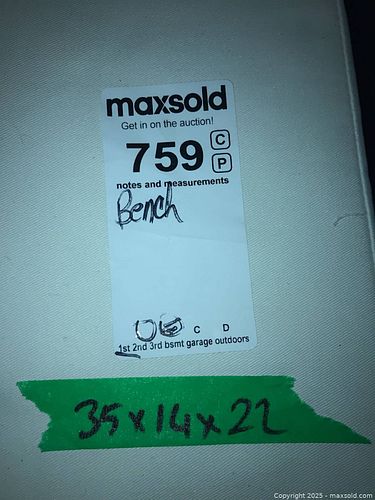 maxsold
Get in on the auction!
759 C
P
notes and measurements
Bench
C D
1st 2nd 3rd bsmt garage outdoors
35x14x22
Copyright 2025 - maxsold.com